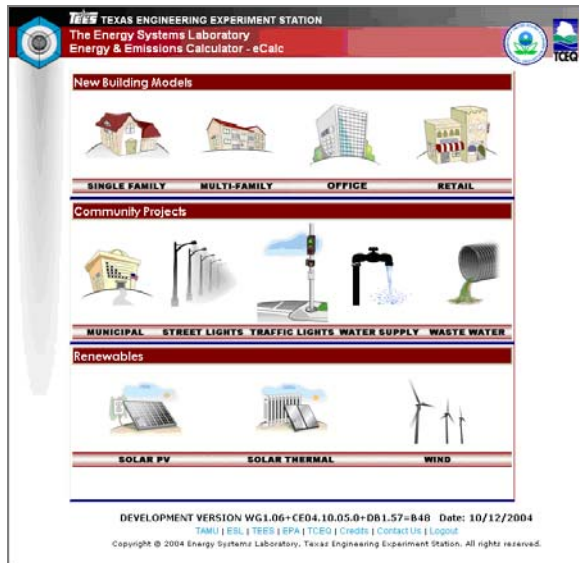 TEES TEXAS ENGINEERING EXPERIMENT STATION
The Energy Systems Laboratory
Energy & Emissions Calculator - eCalc
TCEQ
New Building Models
SINGLE FAMILY MULTI-FAMILY OFFICE RETAIL
Community Projects
MUNICIPAL STREET LIGHTS TRAFFIC LIGHTS WATER SUPPLY WASTE WATER
Renewables
SOLAR PV SOLAR THERMAL WIND
DEVELOPMENT VERSION WG1.06+CE04.10.05.0+DB1.57=B48 Date: 10/12/2004
TAMU | ESL | TEES | EPA | TCEQ | Credits | Contact Us | Logout
Copyright @ 2004 Energy Systems Laboratory, Texas Engineering Experiment Station. All rights reserved.